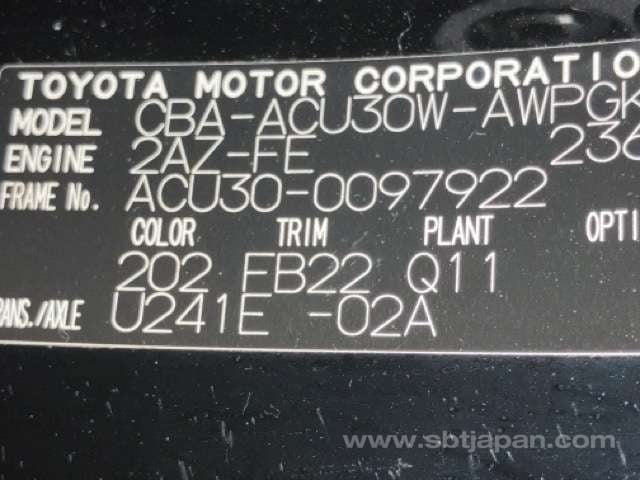 TOYOTA MOTOR CORPORATIO
MODEL CBA-ACU30W-AWPGK
ENGINE 2AZ-FE 236
FRAME No. ACU30-0097922
COLOR TRIM PLANT OPTI
202 FB22 Q11
RANS./AXLE U241E -02A
www.sbtjapan.com